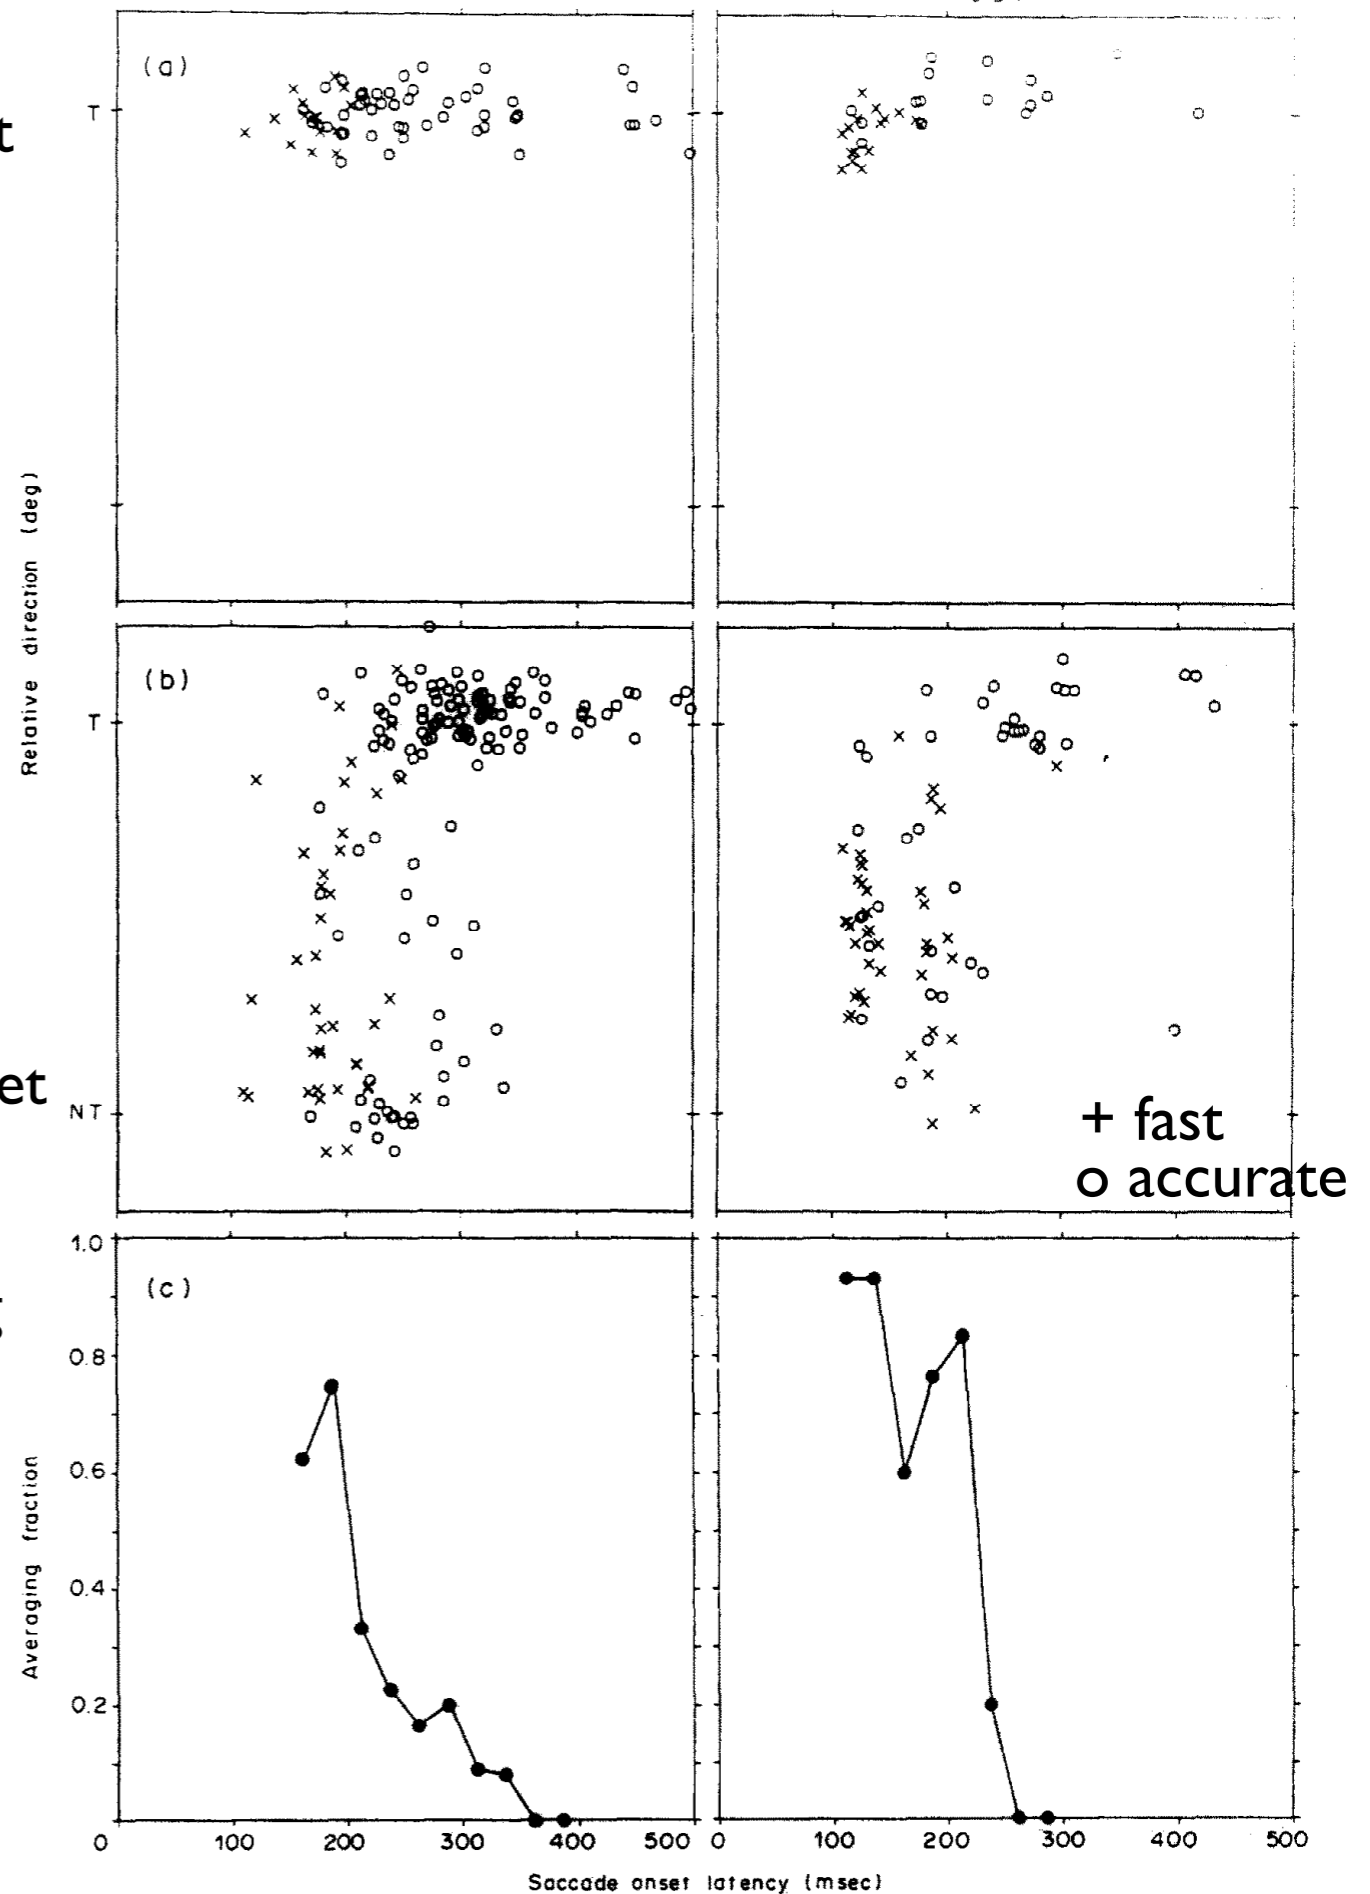 (a)
T
t
Relative direction (deg)
(b)
T
et
NT
+ fast
o accurate
1.0
(c)
0.8
0.6
0.4
0.2
Averaging fraction
0 100 200 300 400 500 0 100 200 300 400 500
Saccade onset latency (msec)